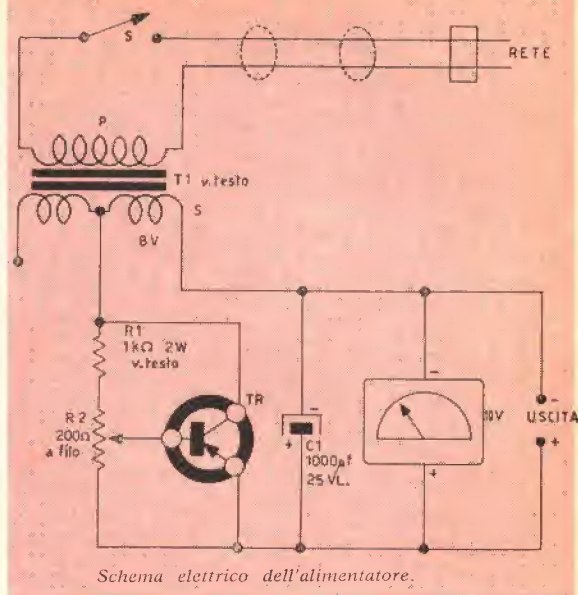 S
RETE
P
T1 v.testo
S
8V
R1
1kΩ 2W
v.testo
TR
R2
200Ω
a filo
-
+
C1
1000µf
25 VL.
-
10V
+
-
USCITA
+
Schema elettrico dell'alimentatore.